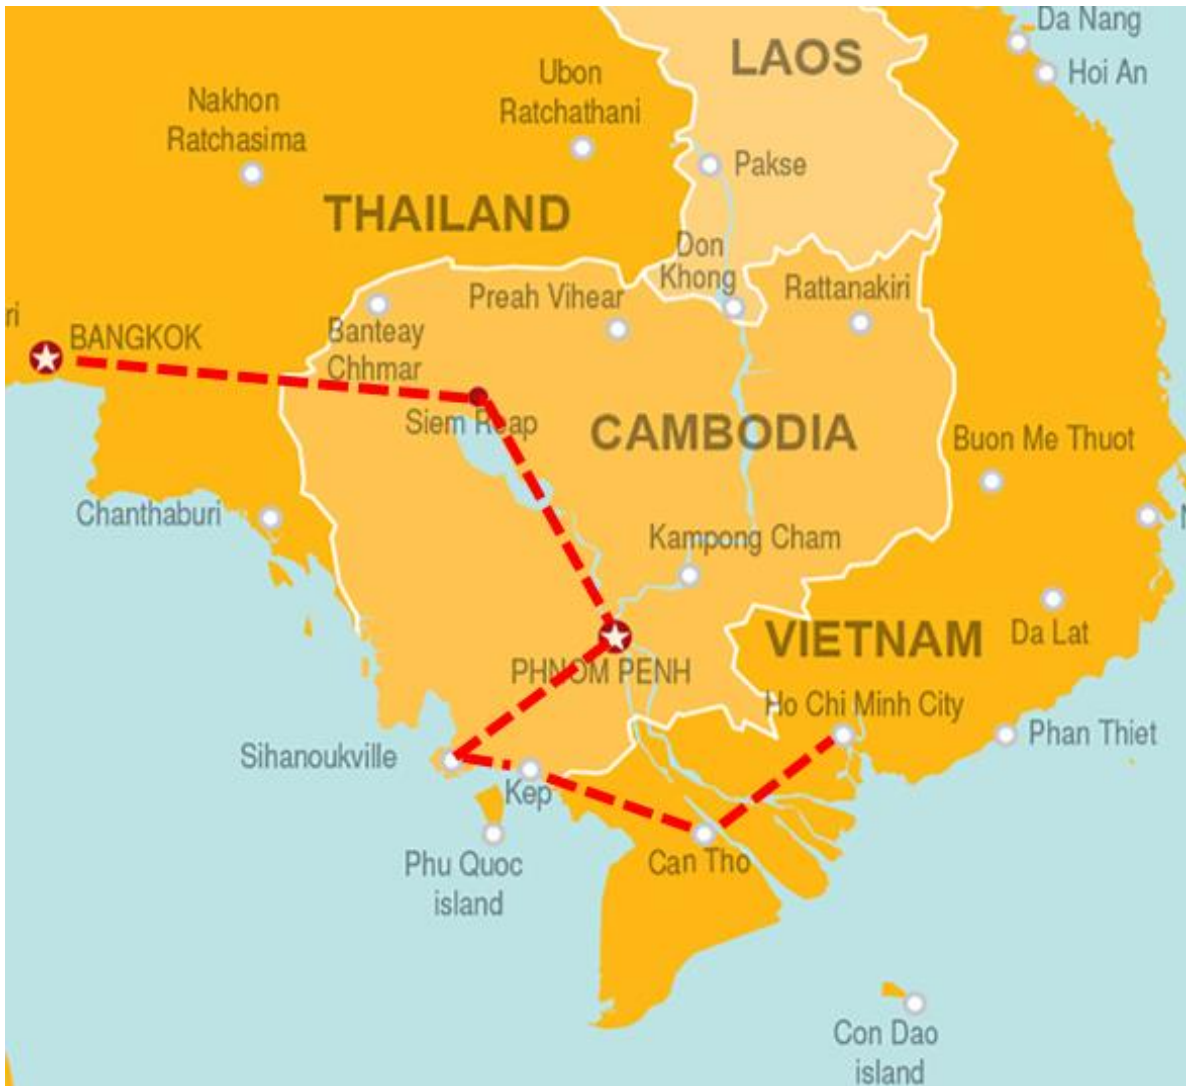 Da Nang
LAOS
Hoi An
Ubon
Ratchathani
Nakhon
Ratchasima
Pakse
THAILAND
Don
Khong
Preah Vihear
Rattanakiri
ri
BANGKOK
Banteay
Chhmar
Siem Reap
CAMBODIA
Buon Me Thuot
Chanthaburi
N
Kampong Cham
VIETNAM
Da Lat
PHNOM PENH
Ho Chi Minh City
Phan Thiet
Sihanoukville
Kep
Phu Quoc
island
Can Tho
Con Dao
island